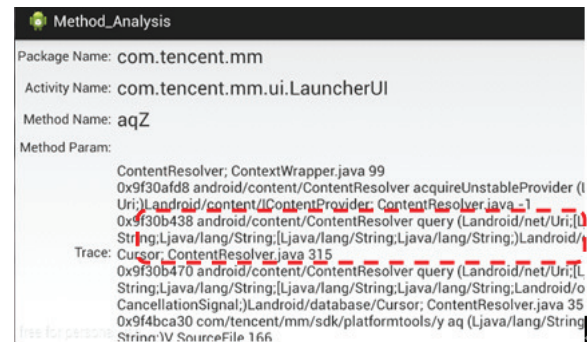 Method_Analysis
Package Name: com.tencent.mm
Activity Name: com.tencent.mm.ui.LauncherUI
Method Name: aqZ
Method Param:
ContentResolver; ContextWrapper.java 99
0x9f30afd8 android/content/ContentResolver acquireUnstableProvider (L
Uri;)Landroid/content/IContentProvider; ContentResolver.java -1
0x9f30b438 android/content/ContentResolver query (Landroid/net/Uri;[L
String;Ljava/lang/String;[Ljava/lang/String;Ljava/lang/String;)Landroid/
Trace: Cursor; ContentResolver.java 315
0x9f30b470 android/content/ContentResolver query (Landroid/net/Uri;[L
String;Ljava/lang/String;[Ljava/lang/String;Ljava/lang/String;Landroid/o
CancellationSignal;)Landroid/database/Cursor; ContentResolver.java 35
0x9f4bca30 com/tencent/mm/sdk/platformtools/y aq (Ljava/lang/String
String;)V SourceFile 166
free for persona